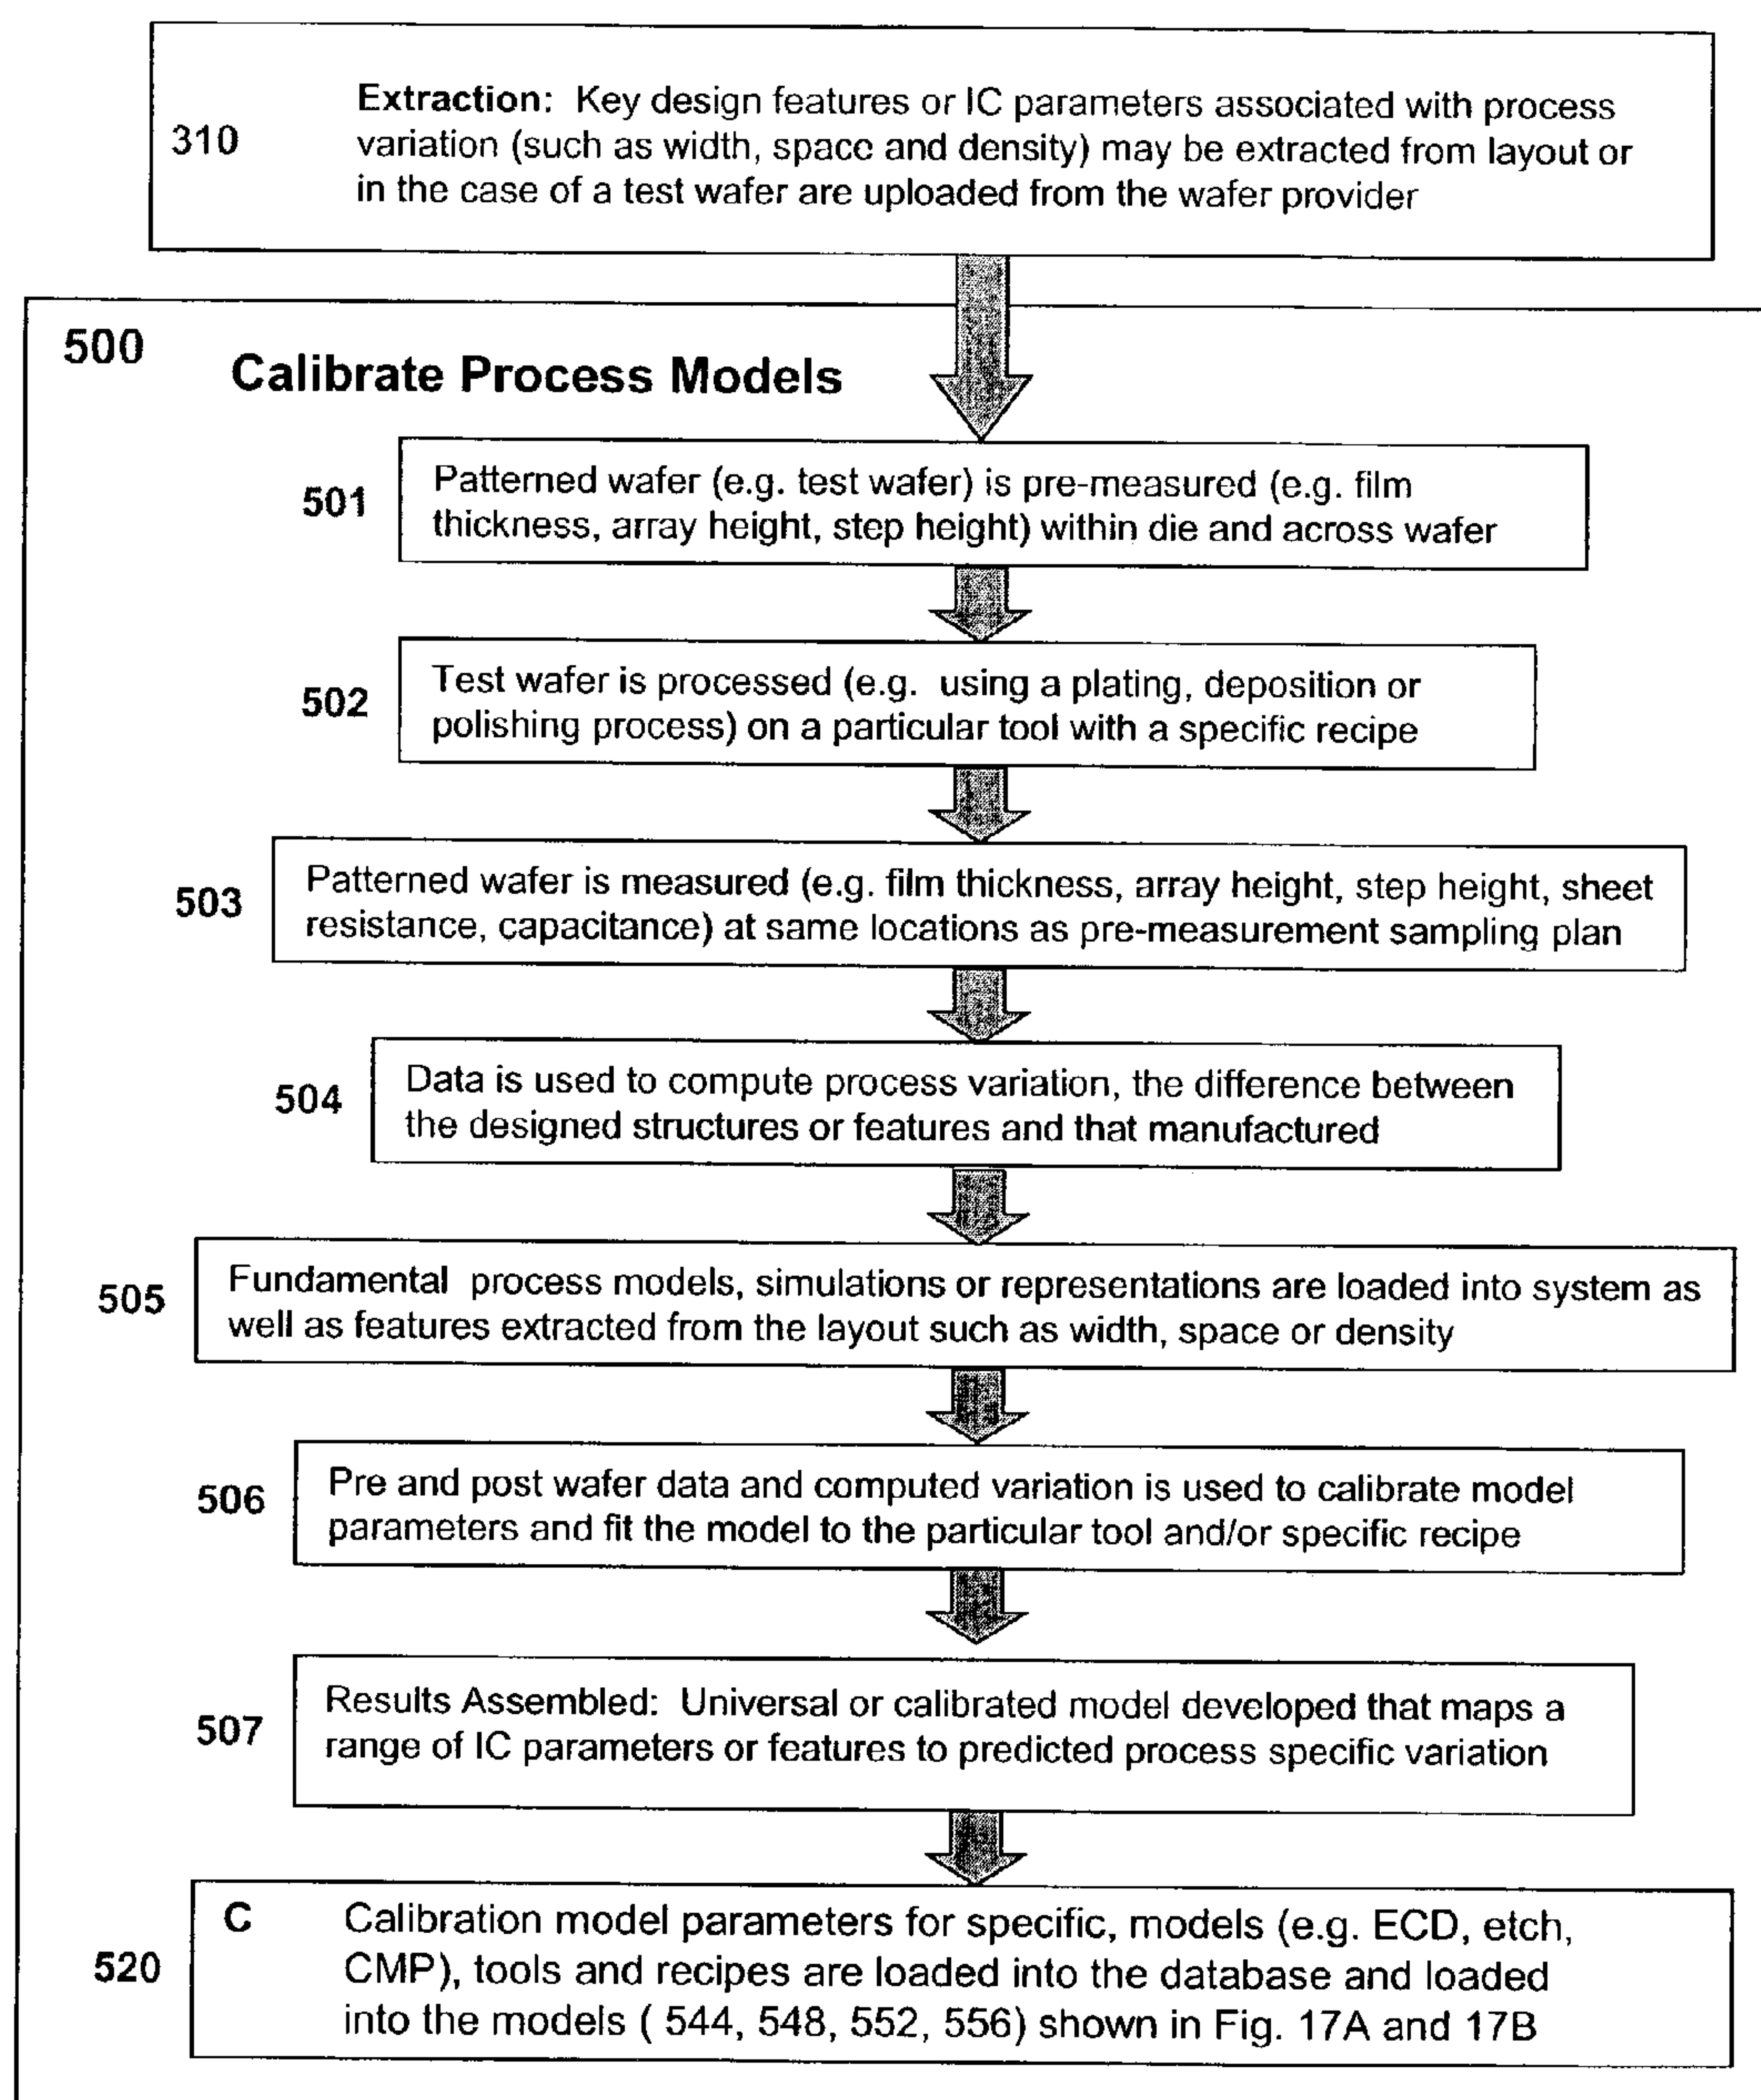 310
Extraction: Key design features or IC parameters associated with process
variation (such as width, space and density) may be extracted from layout or
in the case of a test wafer are uploaded from the wafer provider
500
Calibrate Process Models
501
Patterned wafer (e.g. test wafer) is pre-measured (e.g. film
thickness, array height, step height) within die and across wafer
502
Test wafer is processed (e.g. using a plating, deposition or
polishing process) on a particular tool with a specific recipe
503
Patterned wafer is measured (e.g. film thickness, array height, step height, sheet
resistance, capacitance) at same locations as pre-measurement sampling plan
504
Data is used to compute process variation, the difference between
the designed structures or features and that manufactured
505
Fundamental process models, simulations or representations are loaded into system as
well as features extracted from the layout such as width, space or density
506
Pre and post wafer data and computed variation is used to calibrate model
parameters and fit the model to the particular tool and/or specific recipe
507
Results Assembled: Universal or calibrated model developed that maps a
range of IC parameters or features to predicted process specific variation
520
C Calibration model parameters for specific, models (e.g. ECD, etch,
CMP), tools and recipes are loaded into the database and loaded
into the models ( 544, 548, 552, 556) shown in Fig. 17A and 17B